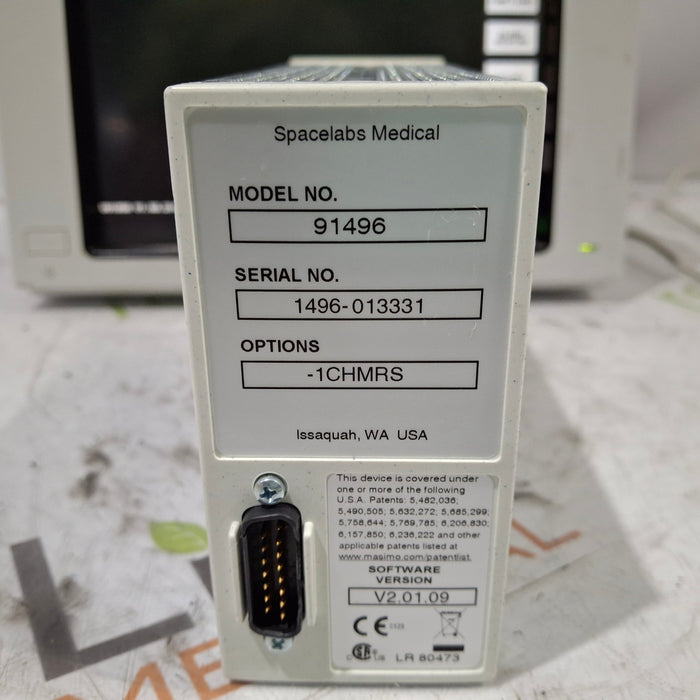 Spacelabs Medical
MODEL NO.
91496
SERIAL NO.
1496-013331
OPTIONS
-1CHMRS
Issaquah, WA USA
This device is covered under
one or more of the following
U.S.A. Patents: 5,482,036;
5,490,505; 5,632,272; 5,685,299;
5,758,644; 5,769,785; 6,206,830;
6,157,850; 6,236,222 and other
applicable patents listed at
www.masimo.com/patentlist.
SOFTWARE
VERSION
V2.01.09
CE 0123
CSA
C US LR 80473